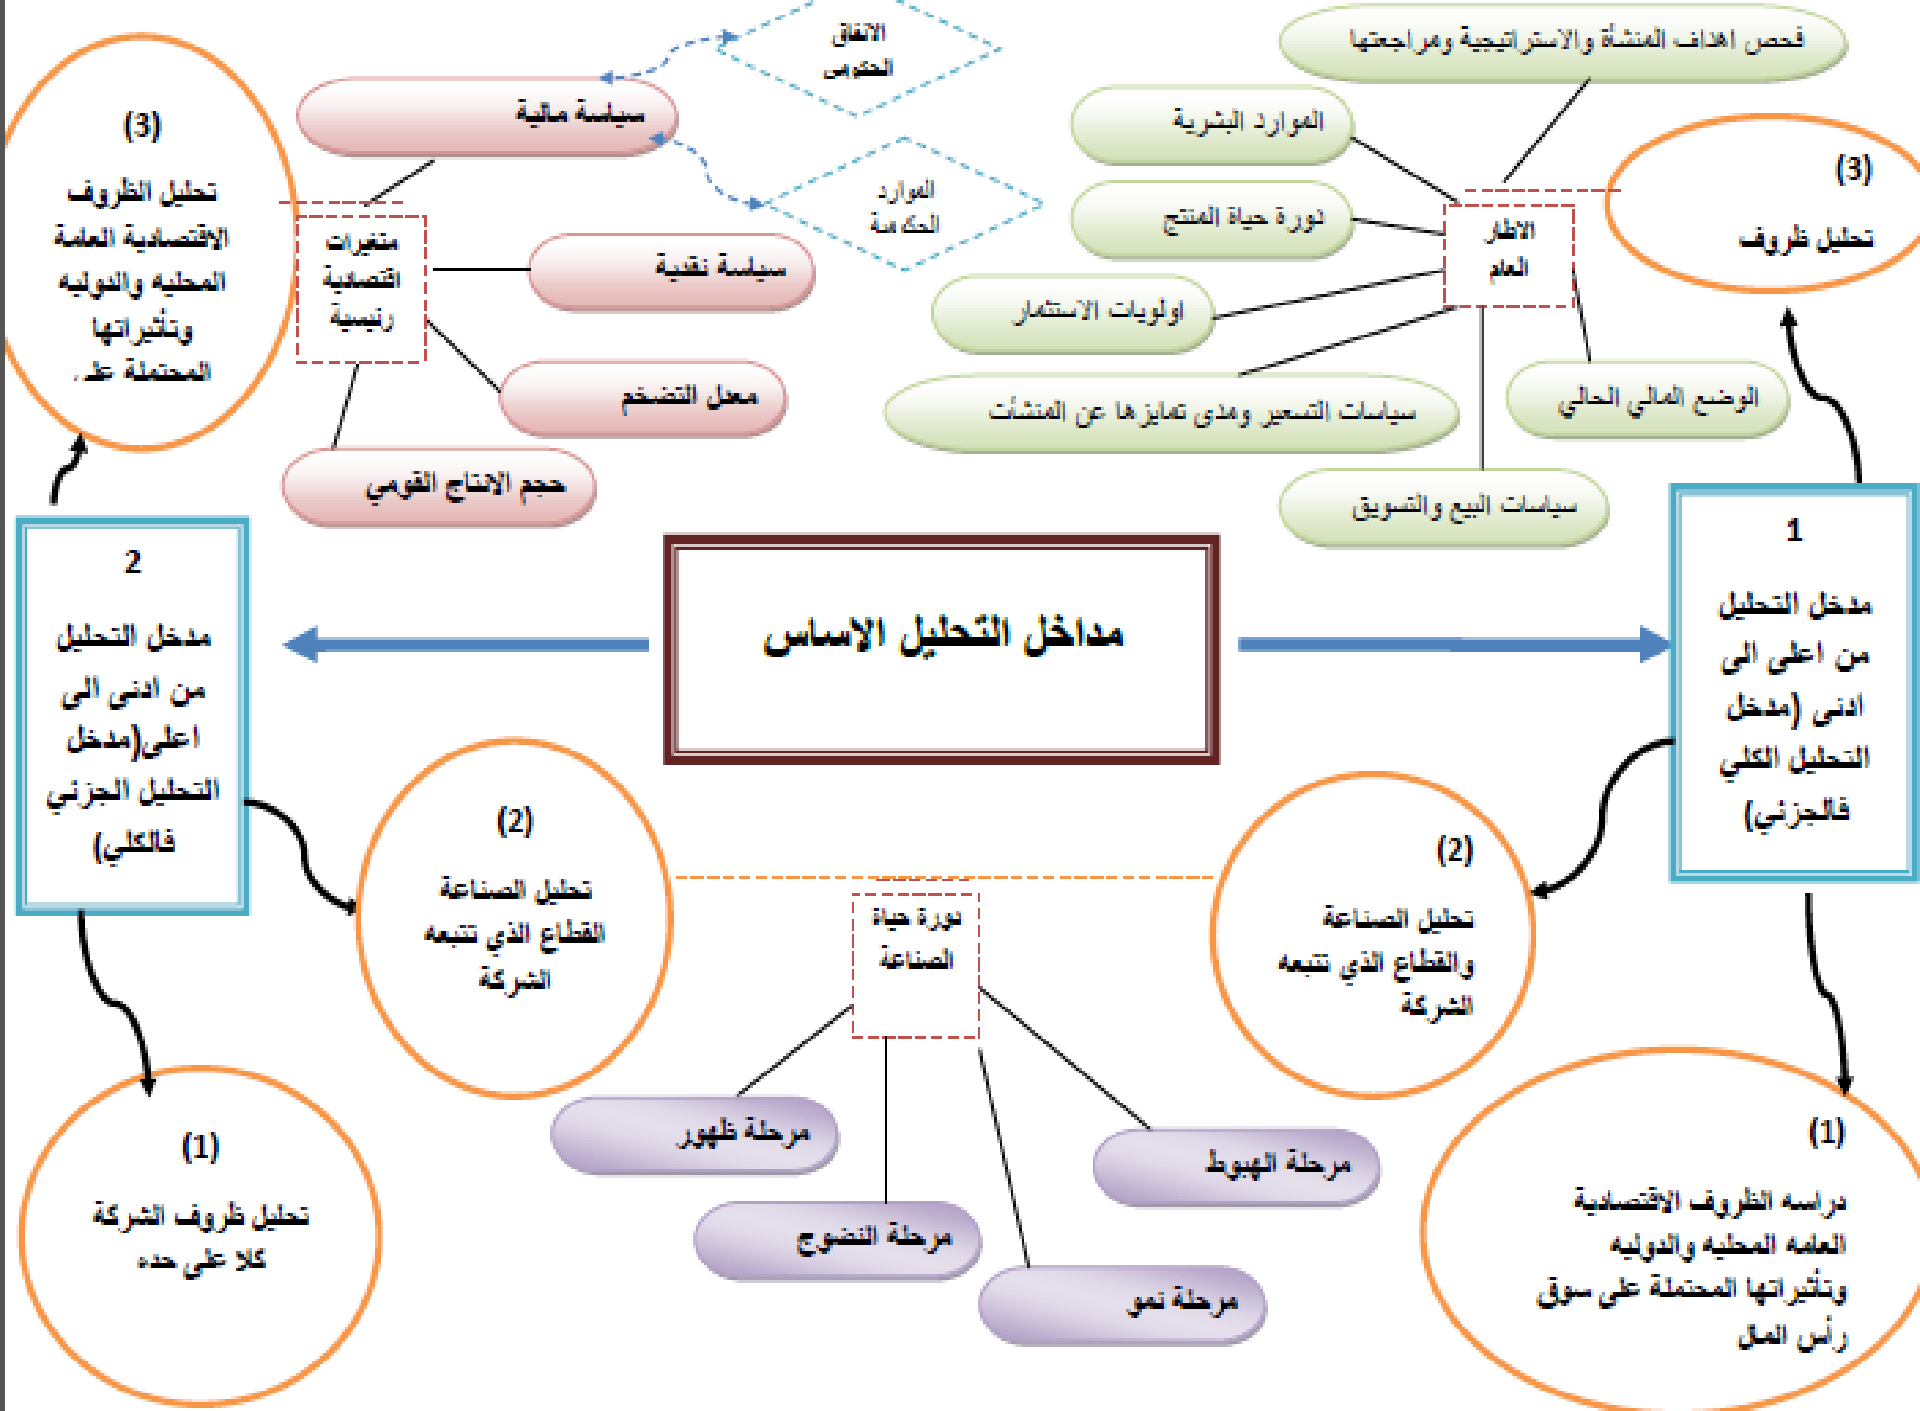 الانفاق
الحكومى
فحص اهداف المنشأة والاستراتيجية ومراجعتها
سياسة مالية
الموارد البشرية
(3)
تحليل ظروف
(3)
تحليل الظروف
الاقتصادية العامة
المحليه والدوليه
وتأثيراتها
المحتملة علـ
الموارد
دورة حياة المنتج
الاطار
العام
متغيرات
اقتصادية
رئيسية
سياسة نقدية
اولويات الاستثمار
معدل التضخم
سياسات التسعير ومدى تمايزها عن المنشأت
الوضع المالي الحالي
حجم الانتاج القومي
سياسات البيع والتسويق
مداخل التحليل الاساس
1
مدخل التحليل
من اعلى الى
ادنى (مدخل
التحليل الكلي
فالجزئي)
2
مدخل التحليل
من ادنى الى
اعلى(مدخل
التحليل الجزئي
فالكلي)
(2)
تحليل الصناعة
والقطاع الذي تتبعه
الشركة
(2)
تحليل الصناعة
القطاع الذي تتبعه
الشركة
دورة حياة
الصناعة
مرحلة ظهور
مرحلة الهبوط
مرحلة النضوج
مرحلة نمو
(1)
دراسه الظروف الاقتصادية
العامه المحليه والدوليه
وتأثيراتها المحتملة على سوق
رأس المال
(1)
تحليل ظروف الشركة
كلا على حده